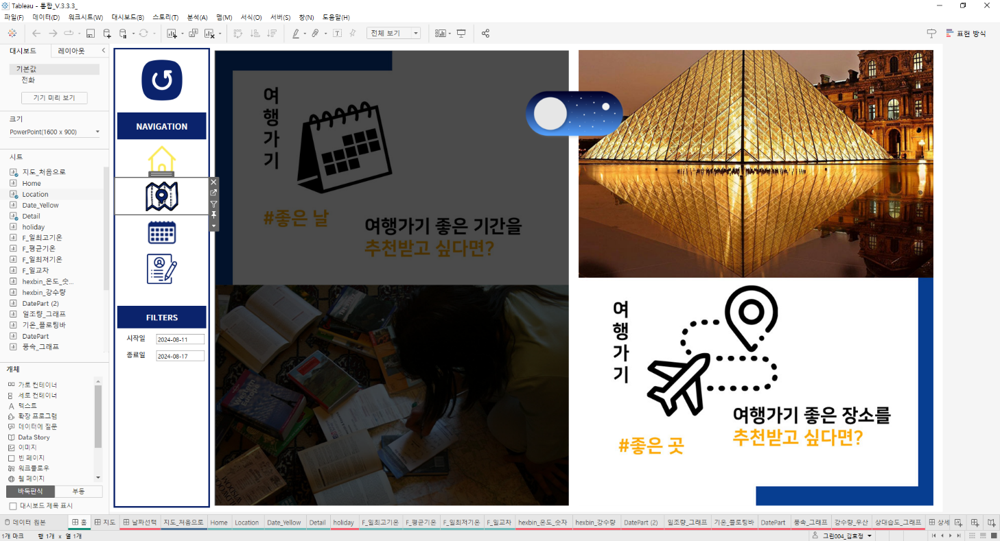 Tableau - 통합_V.3.3.3_
파일(F) 데이터(D) 워크시트(W) 대시보드(B) 스토리(T) 분석(A) 맵(M) 서식(O) 서버(S) 창(N) 도움말(H)
전체 보기
표현 방식
대시보드 레이아웃
기본값
전화
기기 미리 보기
크기
PowerPoint(1600 x 900)
시트
지도_처음으로
Home
Location
Date_Yellow
Detail
holiday
F_일최고기온
F_평균기온
F_일최저기온
F_일교차
hexbin_온도_숫...
hexbin_강수량
DatePart (2)
일조량_그래프
기온_플로팅바
DatePart
풍속_그래프
개체
가로 컨테이너
세로 컨테이너
텍스트
확장 프로그램
데이터에 질문
Data Story
이미지
빈 페이지
워크플로우
웹 페이지
바둑판식 부동
대시보드 제목 표시
NAVIGATION
FILTERS
시작일 2024-08-11
종료일 2024-08-17
여행가기
#좋은 날
여행가기 좋은 기간을
추천받고 싶다면?
여행가기
#좋은 곳
여행가기 좋은 장소를
추천받고 싶다면?
데이터 원본 홈 지도 날짜선택 지도_처음으로 Home Location Date_Yellow Detail holiday F_일최고기온 F_평균기온 F_일최저기온 F_일교차 hexbin_온도_숫자 hexbin_강수량 DatePart (2) 일조량_그래프 기온_플로팅바 DatePart 풍속_그래프 강수량_우산 상대습도_그래프 상세
1개 마크 행 1개 x 열 1개 그린004_김효정